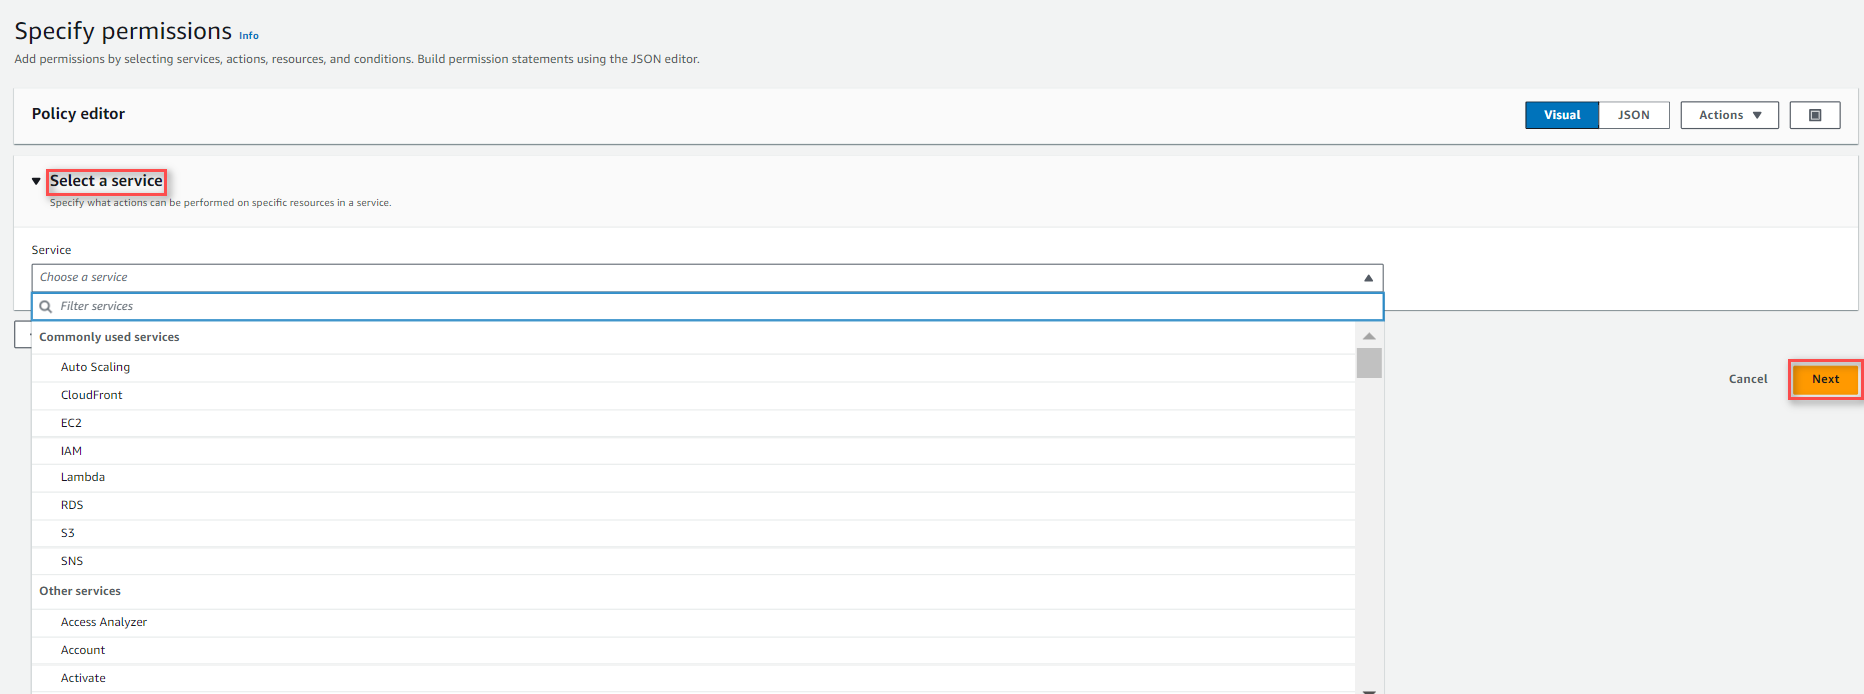 Specify permissions Info
Add permissions by selecting services, actions, resources, and conditions. Build permission statements using the JSON editor.
Policy editor
Visual
JSON
Actions
Select a service
Specify what actions can be performed on specific resources in a service.
Service
Choose a service
Filter services
Commonly used services
Auto Scaling
CloudFront
EC2
IAM
Lambda
RDS
S3
SNS
Other services
Access Analyzer
Account
Activate
Cancel
Next